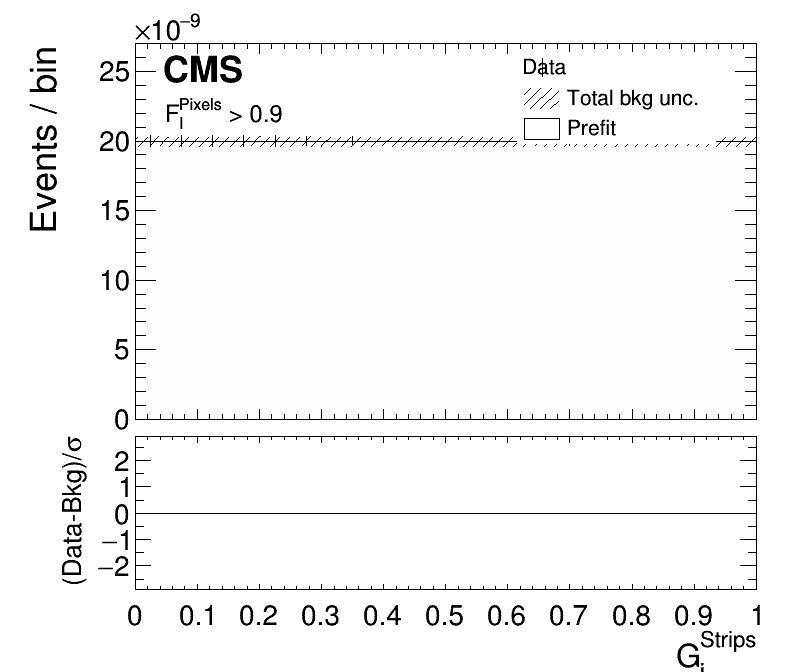 ×10⁻⁹
Events / bin
CMS
F_I^Pixels > 0.9
Data
Total bkg unc.
Prefit
25
20
15
10
5
0
(Data-Bkg)/σ
2
1
0
−1
−2
0 0.1 0.2 0.3 0.4 0.5 0.6 0.7 0.8 0.9 1
G_i^Strips